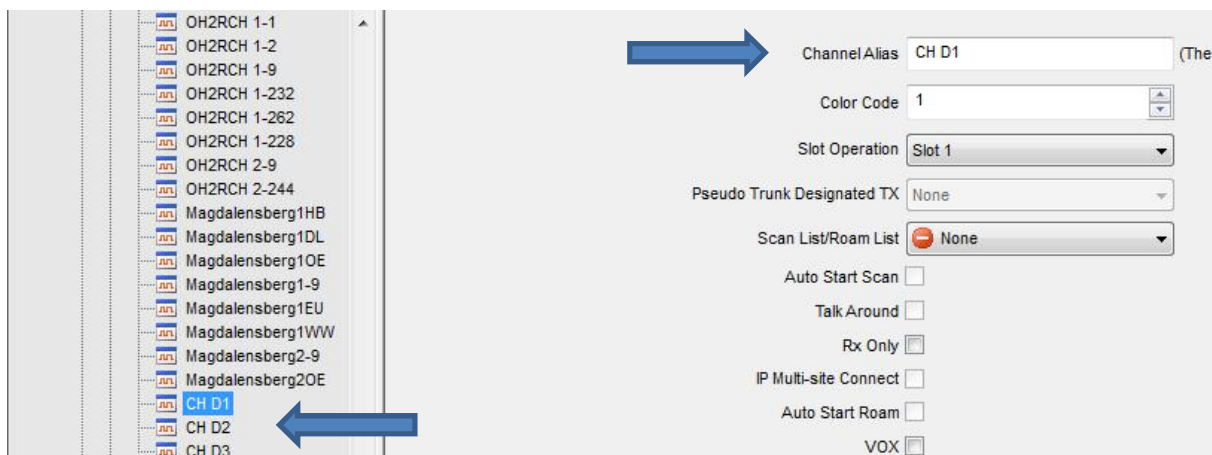 OH2RCH 1-1
OH2RCH 1-2
OH2RCH 1-9
OH2RCH 1-232
OH2RCH 1-262
OH2RCH 1-228
OH2RCH 2-9
OH2RCH 2-244
Magdalensberg1HB
Magdalensberg1DL
Magdalensberg1OE
Magdalensberg1-9
Magdalensberg1EU
Magdalensberg1WW
Magdalensberg2-9
Magdalensberg2OE
CH D1
CH D2
CH D3
Channel Alias CH D1 (The
Color Code 1
Slot Operation Slot 1
Pseudo Trunk Designated TX None
Scan List/Roam List None
Auto Start Scan
Talk Around
Rx Only
IP Multi-site Connect
Auto Start Roam
VOX